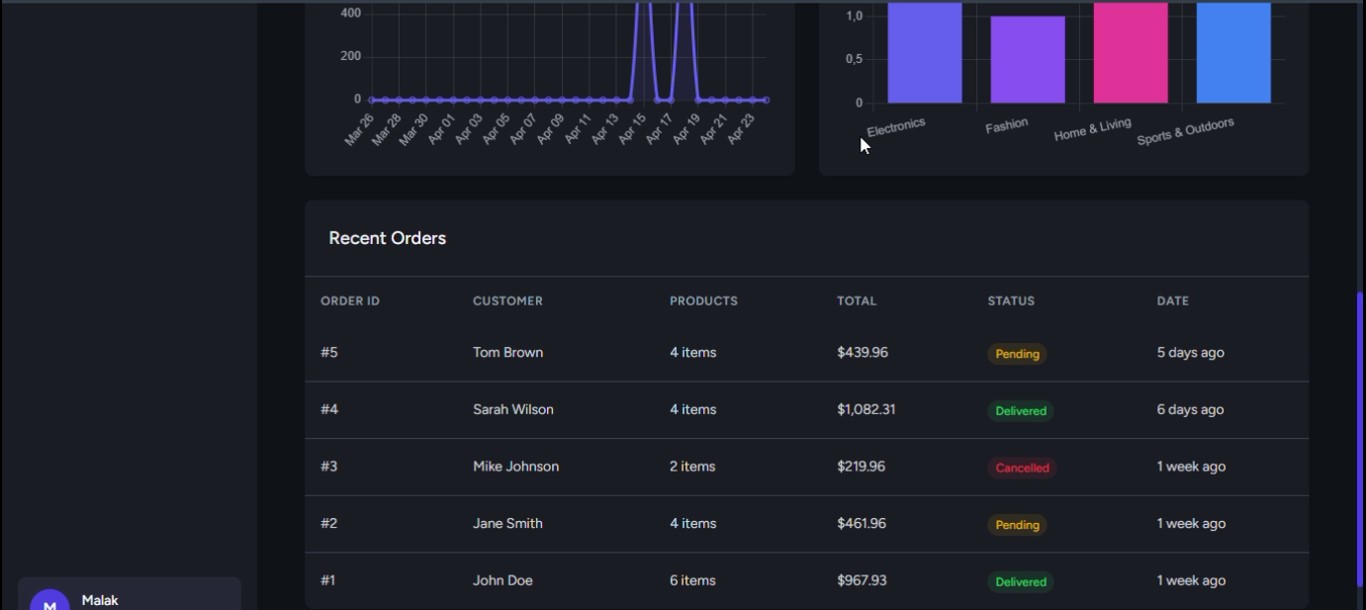 400
200
0
Mar 26 Mar 28 Mar 30 Apr 01 Apr 03 Apr 05 Apr 07 Apr 09 Apr 11 Apr 13 Apr 15 Apr 17 Apr 19 Apr 21 Apr 23
1,0
0,5
0
Electronics Fashion Home & Living Sports & Outdoors
Recent Orders
ORDER ID CUSTOMER PRODUCTS TOTAL STATUS DATE
#5 Tom Brown 4 items $439.96 Pending 5 days ago
#4 Sarah Wilson 4 items $1,082.31 Delivered 6 days ago
#3 Mike Johnson 2 items $219.96 Cancelled 1 week ago
#2 Jane Smith 4 items $461.96 Pending 1 week ago
#1 John Doe 6 items $967.93 Delivered 1 week ago
M Malak